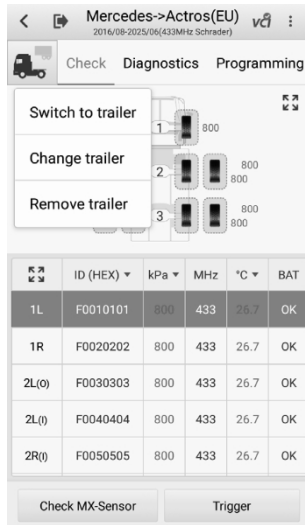 Mercedes->Actros(EU)
2016/08-2025/06(433MHz Schrader)
vci
Check Diagnostics Programming
Switch to trailer
Change trailer
Remove trailer
1 800
2 800
800
3 800
800
ID (HEX) ▾ kPa ▾ MHz °C ▾ BAT
1L F0010101 800 433 26.7 OK
1R F0020202 800 433 26.7 OK
2L(O) F0030303 800 433 26.7 OK
2L(I) F0040404 800 433 26.7 OK
2R(I) F0050505 800 433 26.7 OK
Check MX-Sensor Trigger